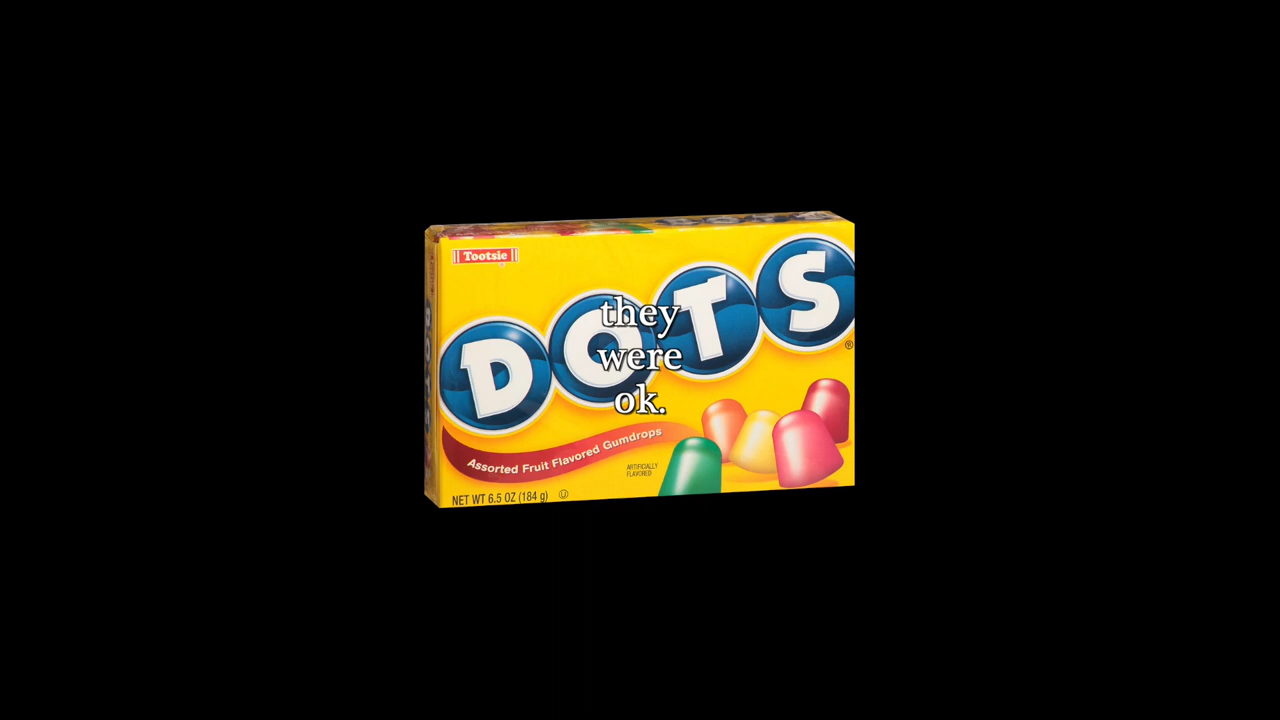 Tootsie
DOTS
®
they
were
ok.
Assorted Fruit Flavored Gumdrops
ARTIFICIALLY
FLAVORED
NET WT 6.5 OZ (184 g) Ⓤ